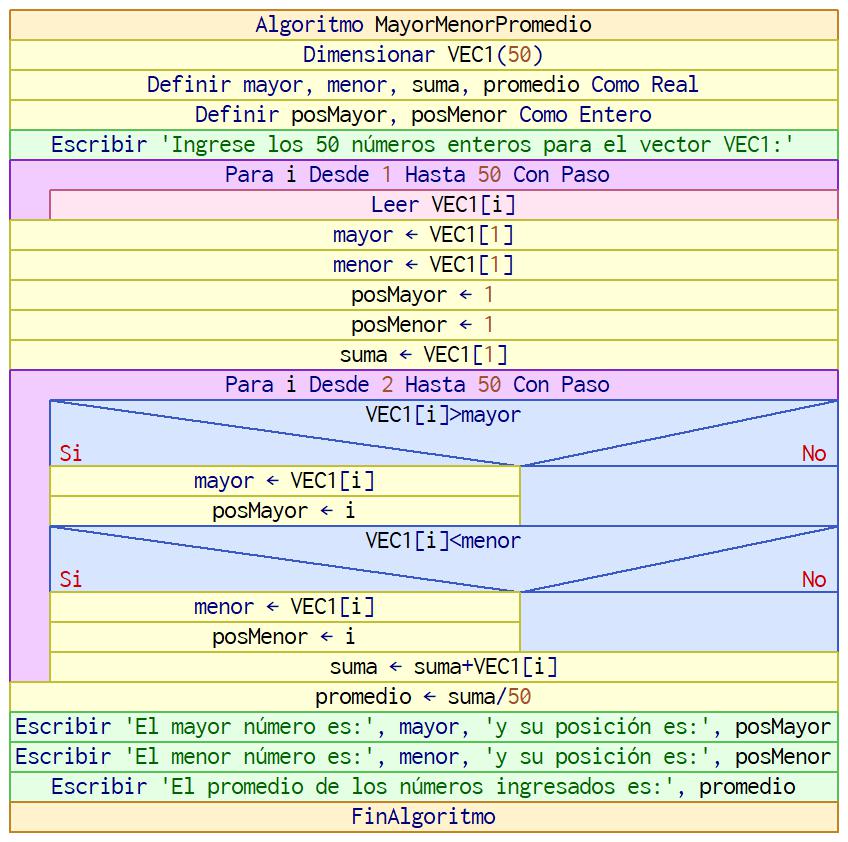 Algoritmo MayorMenorPromedio
Dimensionar VEC1(50)
Definir mayor, menor, suma, promedio Como Real
Definir posMayor, posMenor Como Entero
Escribir 'Ingrese los 50 números enteros para el vector VEC1:'
Para i Desde 1 Hasta 50 Con Paso
Leer VEC1[i]
mayor ← VEC1[1]
menor ← VEC1[1]
posMayor ← 1
posMenor ← 1
suma ← VEC1[1]
Para i Desde 2 Hasta 50 Con Paso
VEC1[i]>mayor
Si No
mayor ← VEC1[i]
posMayor ← i
VEC1[i]<menor
Si No
menor ← VEC1[i]
posMenor ← i
suma ← suma+VEC1[i]
promedio ← suma/50
Escribir 'El mayor número es:', mayor, 'y su posición es:', posMayor
Escribir 'El menor número es:', menor, 'y su posición es:', posMenor
Escribir 'El promedio de los números ingresados es:', promedio
FinAlgoritmo